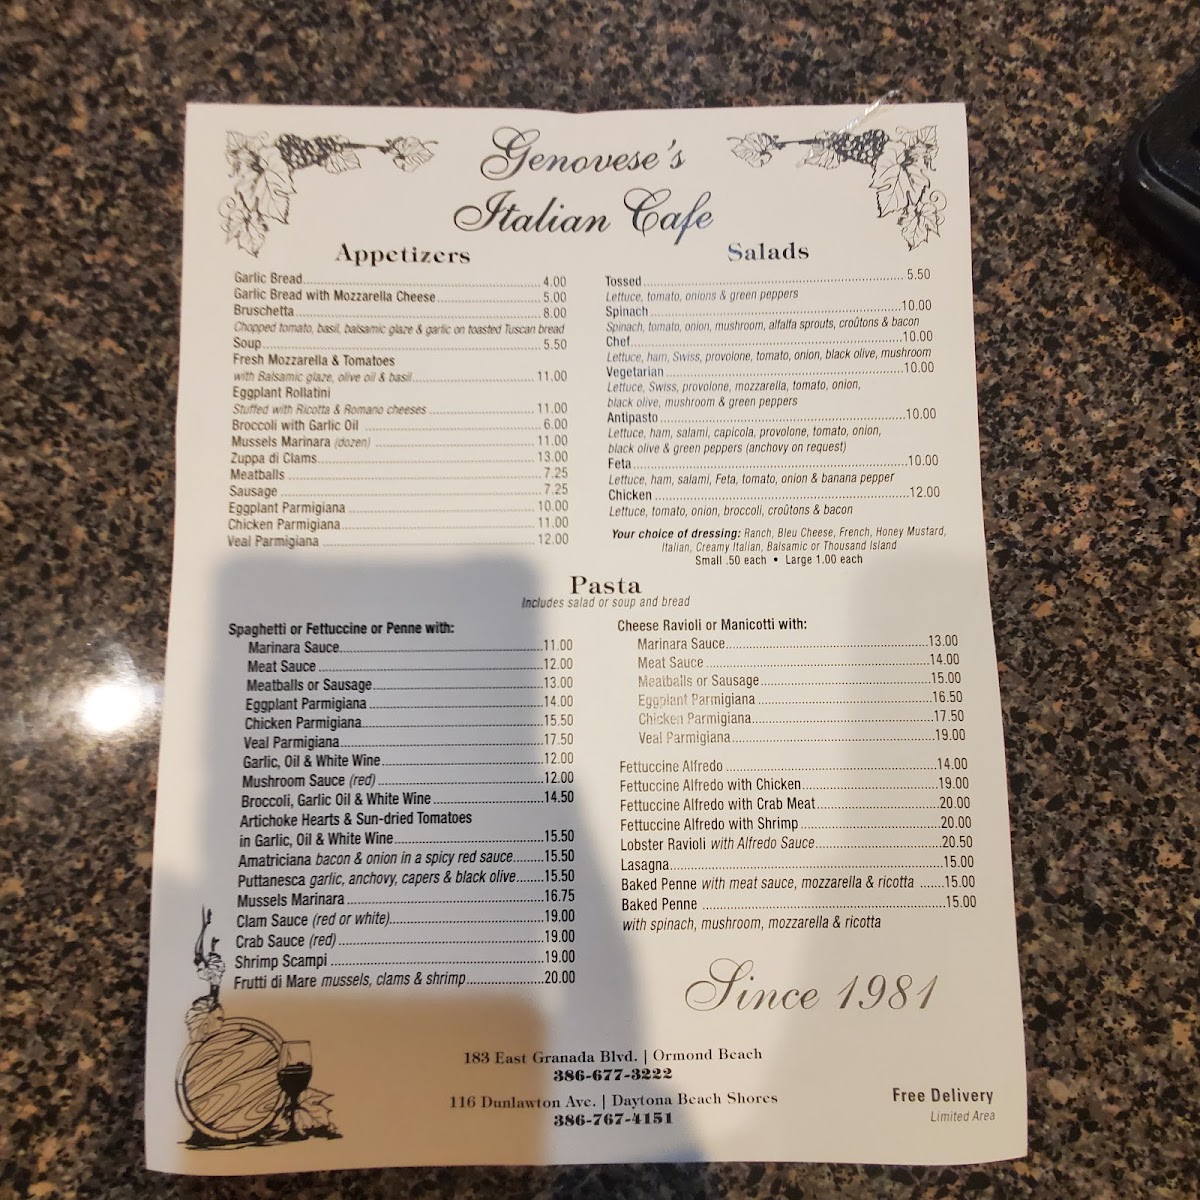 Genovese's
Italian Cafe
Appetizers
Garlic Bread 4.00
Garlic Bread with Mozzarella Cheese 5.00
Bruschetta 8.00
Chopped tomato, basil, balsamic glaze & garlic on toasted Tuscan bread
Soup 5.50
Fresh Mozzarella & Tomatoes
with Balsamic glaze, olive oil & basil 11.00
Eggplant Rollatini
Stuffed with Ricotta & Romano cheeses 11.00
Broccoli with Garlic Oil 6.00
Mussels Marinara (dozen) 11.00
Zuppa di Clams 13.00
Meatballs 7.25
Sausage 7.25
Eggplant Parmigiana 10.00
Chicken Parmigiana 11.00
Veal Parmigiana 12.00
Salads
Tossed 5.50
Lettuce, tomato, onions & green peppers
Spinach 10.00
Spinach, tomato, onion, mushroom, alfalfa sprouts, croûtons & bacon
Chef 10.00
Lettuce, ham, Swiss, provolone, tomato, onion, black olive, mushroom
Vegetarian 10.00
Lettuce, Swiss, provolone, mozzarella, tomato, onion,
black olive, mushroom & green peppers
Antipasto 10.00
Lettuce, ham, salami, capicola, provolone, tomato, onion,
black olive & green peppers (anchovy on request)
Feta 10.00
Lettuce, ham, salami, Feta, tomato, onion & banana pepper
Chicken 12.00
Lettuce, tomato, onion, broccoli, croûtons & bacon
Your choice of dressing: Ranch, Bleu Cheese, French, Honey Mustard,
Italian, Creamy Italian, Balsamic or Thousand Island
Small .50 each • Large 1.00 each
Pasta
Includes salad or soup and bread
Spaghetti or Fettuccine or Penne with:
Marinara Sauce 11.00
Meat Sauce 12.00
Meatballs or Sausage 13.00
Eggplant Parmigiana 14.00
Chicken Parmigiana 15.50
Veal Parmigiana 17.50
Garlic, Oil & White Wine 12.00
Mushroom Sauce (red) 12.00
Broccoli, Garlic Oil & White Wine 14.50
Artichoke Hearts & Sun-dried Tomatoes
in Garlic, Oil & White Wine 15.50
Amatriciana bacon & onion in a spicy red sauce 15.50
Puttanesca garlic, anchovy, capers & black olive 15.50
Mussels Marinara 16.75
Clam Sauce (red or white) 19.00
Crab Sauce (red) 19.00
Shrimp Scampi 19.00
Frutti di Mare mussels, clams & shrimp 20.00
Cheese Ravioli or Manicotti with:
Marinara Sauce 13.00
Meat Sauce 14.00
Meatballs or Sausage 15.00
Eggplant Parmigiana 16.50
Chicken Parmigiana 17.50
Veal Parmigiana 19.00
Fettuccine Alfredo 14.00
Fettuccine Alfredo with Chicken 19.00
Fettuccine Alfredo with Crab Meat 20.00
Fettuccine Alfredo with Shrimp 20.00
Lobster Ravioli with Alfredo Sauce 20.50
Lasagna 15.00
Baked Penne with meat sauce, mozzarella & ricotta 15.00
Baked Penne 15.00
with spinach, mushroom, mozzarella & ricotta
Since 1981
183 East Granada Blvd. | Ormond Beach
386-677-3222
116 Dunlawton Ave. | Daytona Beach Shores
386-767-4151
Free Delivery
Limited Area